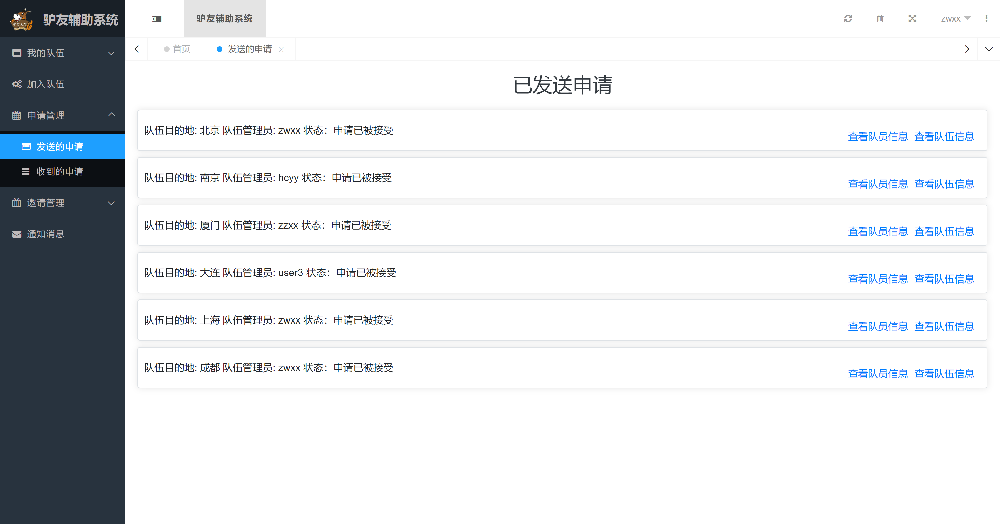 驴行天下
驴友辅助系统
驴友辅助系统
zwxx
我的队伍
加入队伍
申请管理
发送的申请
收到的申请
邀请管理
通知消息
首页
发送的申请
已发送申请
队伍目的地: 北京 队伍管理员: zwxx 状态：申请已被接受
查看队员信息 查看队伍信息
队伍目的地: 南京 队伍管理员: hcyy 状态：申请已被接受
查看队员信息 查看队伍信息
队伍目的地: 厦门 队伍管理员: zzxx 状态：申请已被接受
查看队员信息 查看队伍信息
队伍目的地: 大连 队伍管理员: user3 状态：申请已被接受
查看队员信息 查看队伍信息
队伍目的地: 上海 队伍管理员: zwxx 状态：申请已被接受
查看队员信息 查看队伍信息
队伍目的地: 成都 队伍管理员: zwxx 状态：申请已被接受
查看队员信息 查看队伍信息